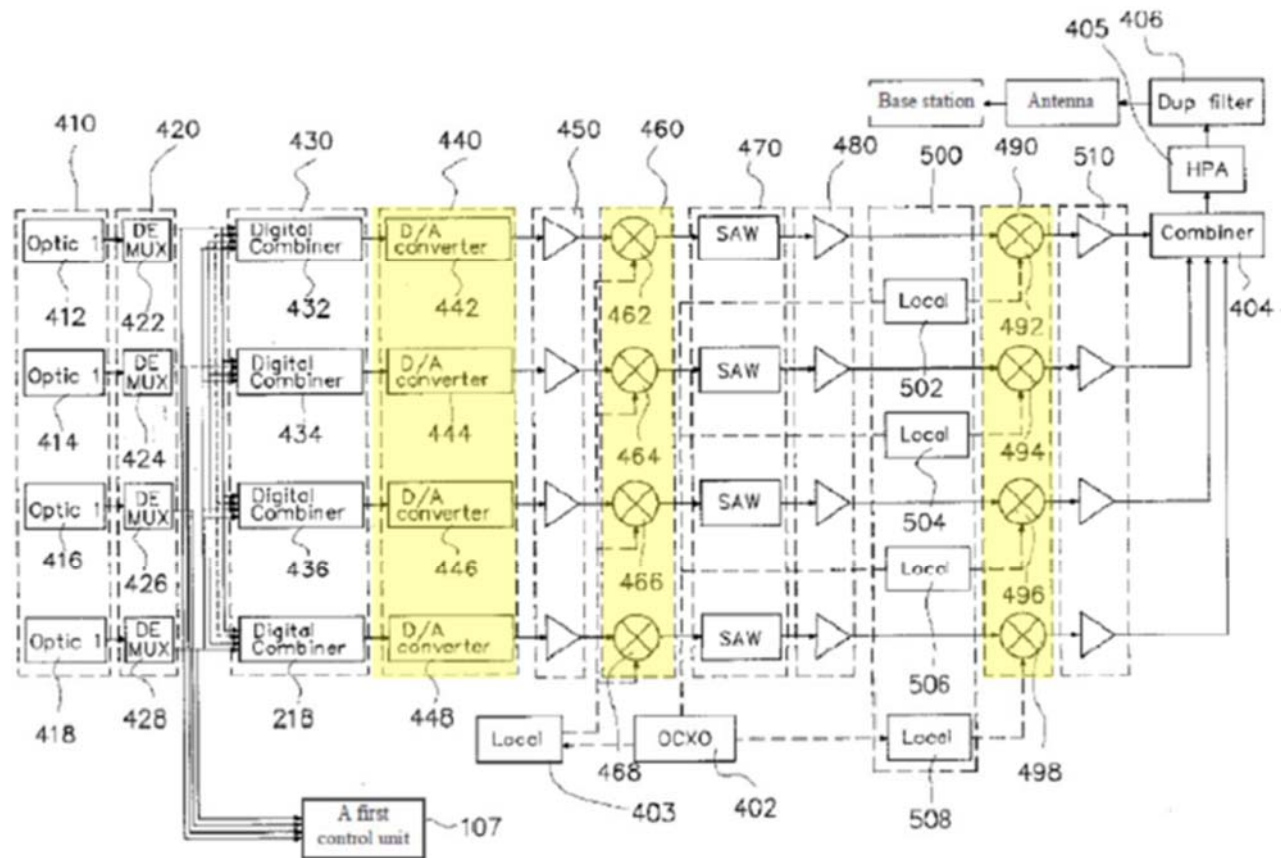 405
406
Base station
Antenna
Dup filter
410
420
430
440
450
460
470
480
500
490
510
HPA
Optic 1
DE
MUX
Digital
Combiner
D/A
converter
SAW
Combiner
412
422
432
442
462
Local
492
404
Optic 1
DE
MUX
Digital
Combiner
D/A
converter
SAW
502
414
424
434
444
464
Local
494
Optic 1
DE
MUX
Digital
Combiner
D/A
converter
SAW
504
416
426
436
446
466
Local
496
Optic 1
DE
MUX
Digital
Combiner
D/A
converter
SAW
506
418
428
218
448
Local
468
OCXO
Local
498
403
402
508
A first
control unit
107